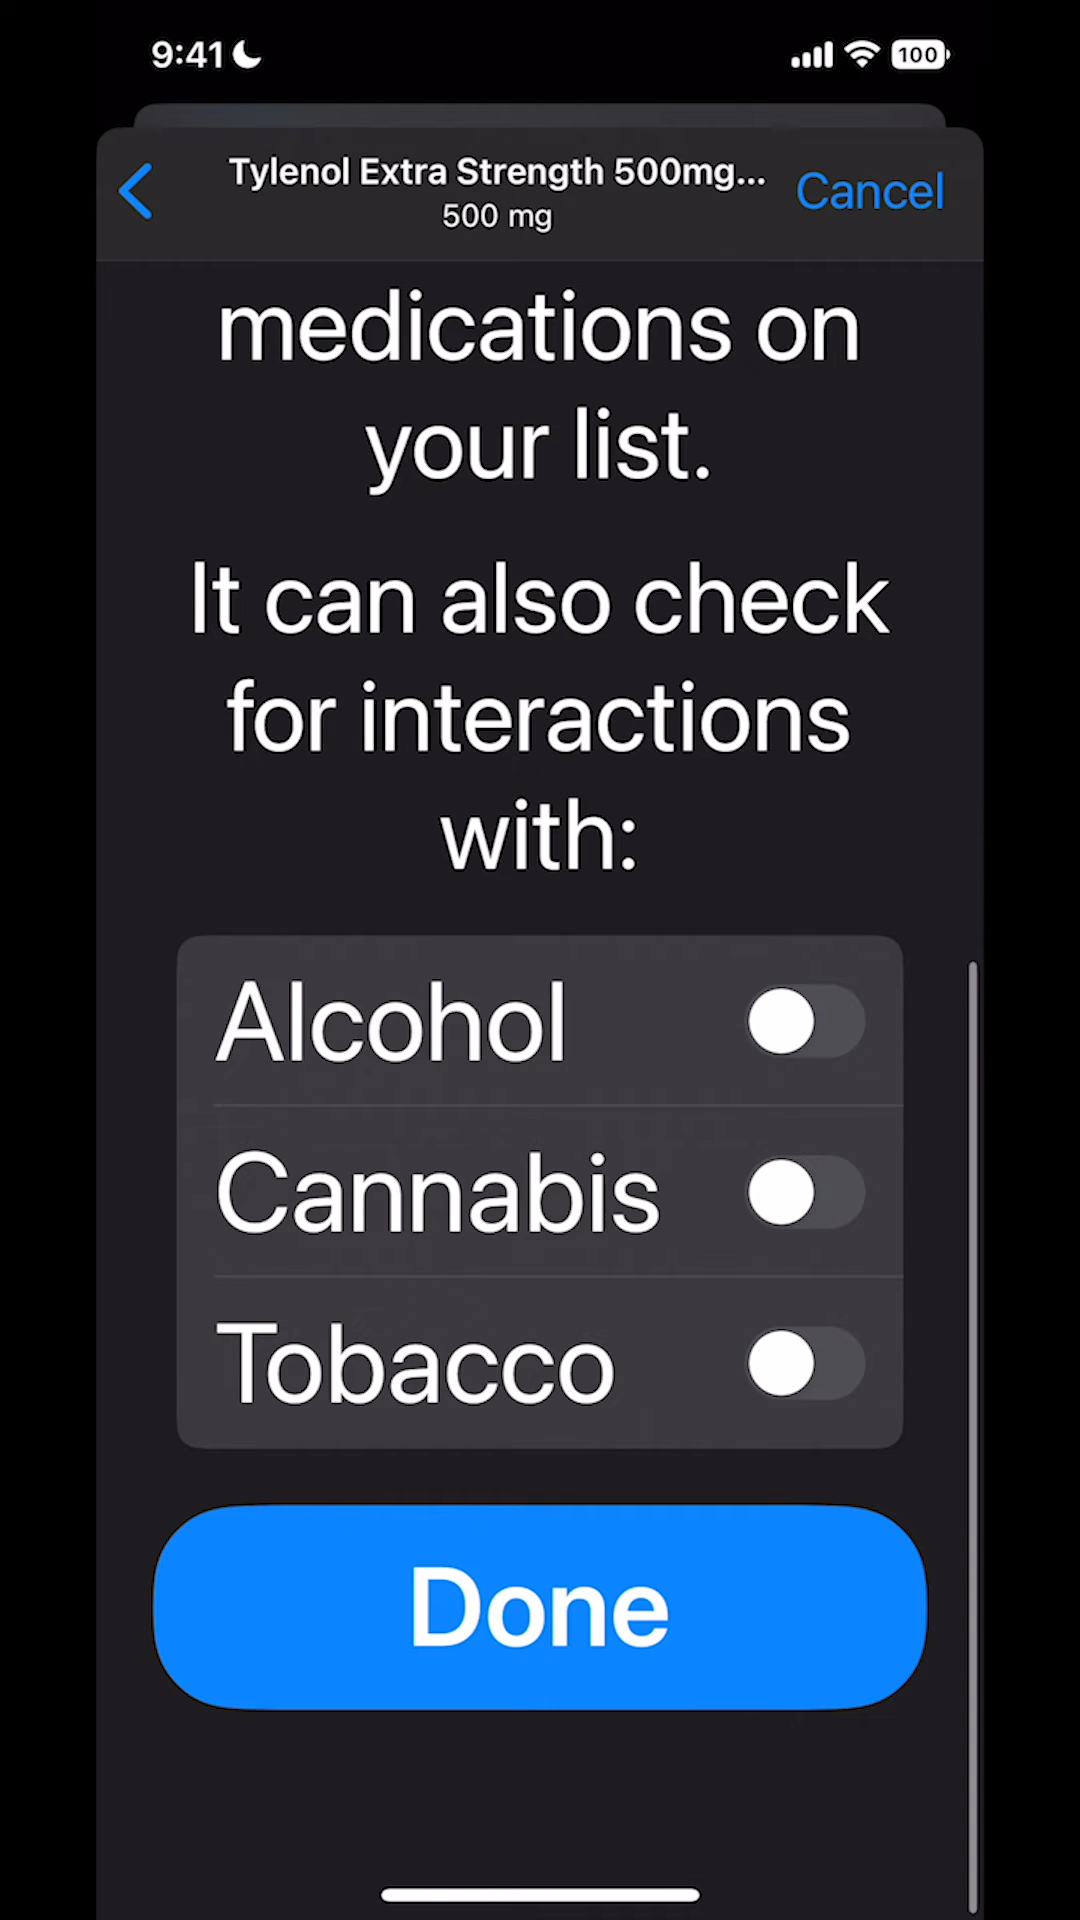 9:41
100
Tylenol Extra Strength 500mg...
500 mg
Cancel
medications on
your list.
It can also check
for interactions
with:
Alcohol
Cannabis
Tobacco
Done